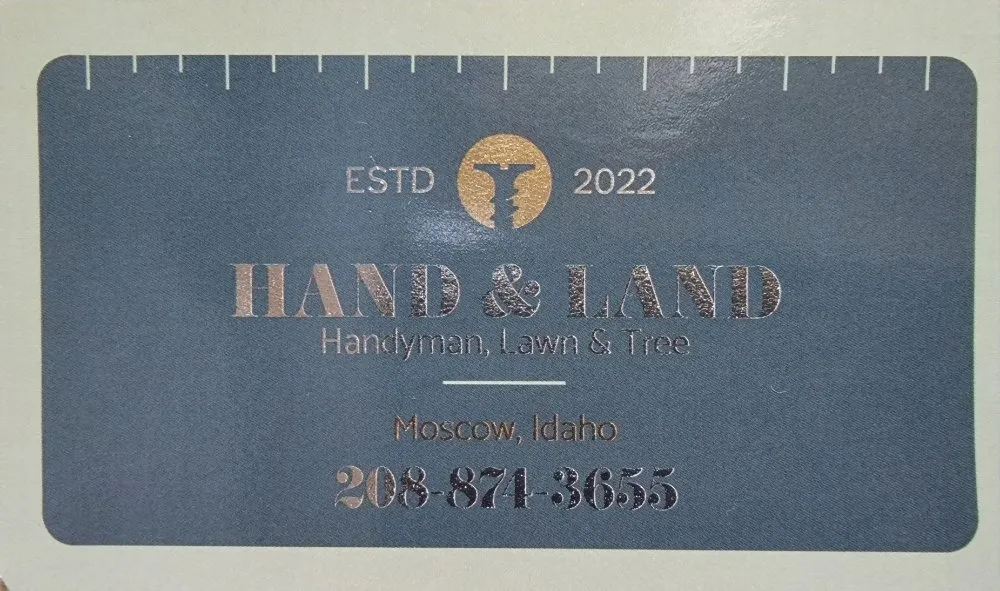 ESTD 2022
HAND & LAND
Handyman, Lawn & Tree
Moscow, Idaho
208-874-3655